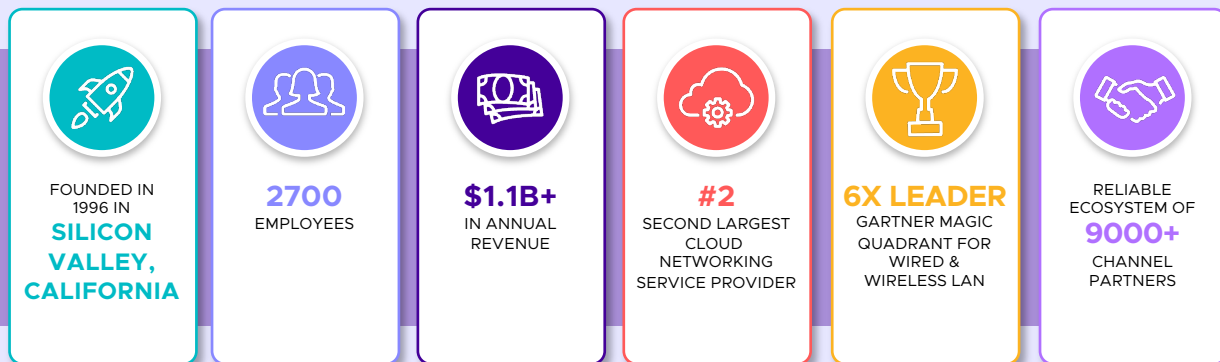 FOUNDED IN
1996 IN
SILICON
VALLEY,
CALIFORNIA
2700
EMPLOYEES
$1.1B+
IN ANNUAL
REVENUE
#2
SECOND LARGEST
CLOUD
NETWORKING
SERVICE PROVIDER
6X LEADER
GARTNER MAGIC
QUADRANT FOR
WIRED &
WIRELESS LAN
RELIABLE
ECOSYSTEM OF
9000+
CHANNEL
PARTNERS